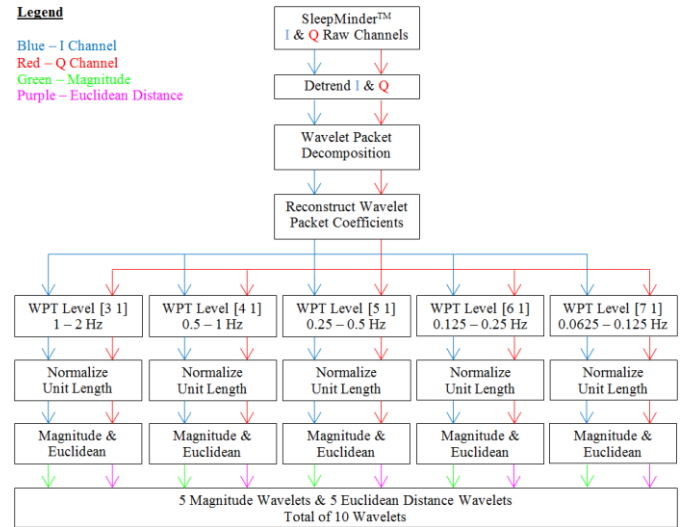 Legend
Blue – I Channel
Red – Q Channel
Green – Magnitude
Purple – Euclidean Distance
SleepMinder™
I & Q Raw Channels
Detrend I & Q
Wavelet Packet
Decomposition
Reconstruct Wavelet
Packet Coefficients
WPT Level [3 1]
1 – 2 Hz
WPT Level [4 1]
0.5 – 1 Hz
WPT Level [5 1]
0.25 – 0.5 Hz
WPT Level [6 1]
0.125 – 0.25 Hz
WPT Level [7 1]
0.0625 – 0.125 Hz
Normalize
Unit Length
Normalize
Unit Length
Normalize
Unit Length
Normalize
Unit Length
Normalize
Unit Length
Magnitude &
Euclidean
Magnitude &
Euclidean
Magnitude &
Euclidean
Magnitude &
Euclidean
Magnitude &
Euclidean
5 Magnitude Wavelets & 5 Euclidean Distance Wavelets
Total of 10 Wavelets